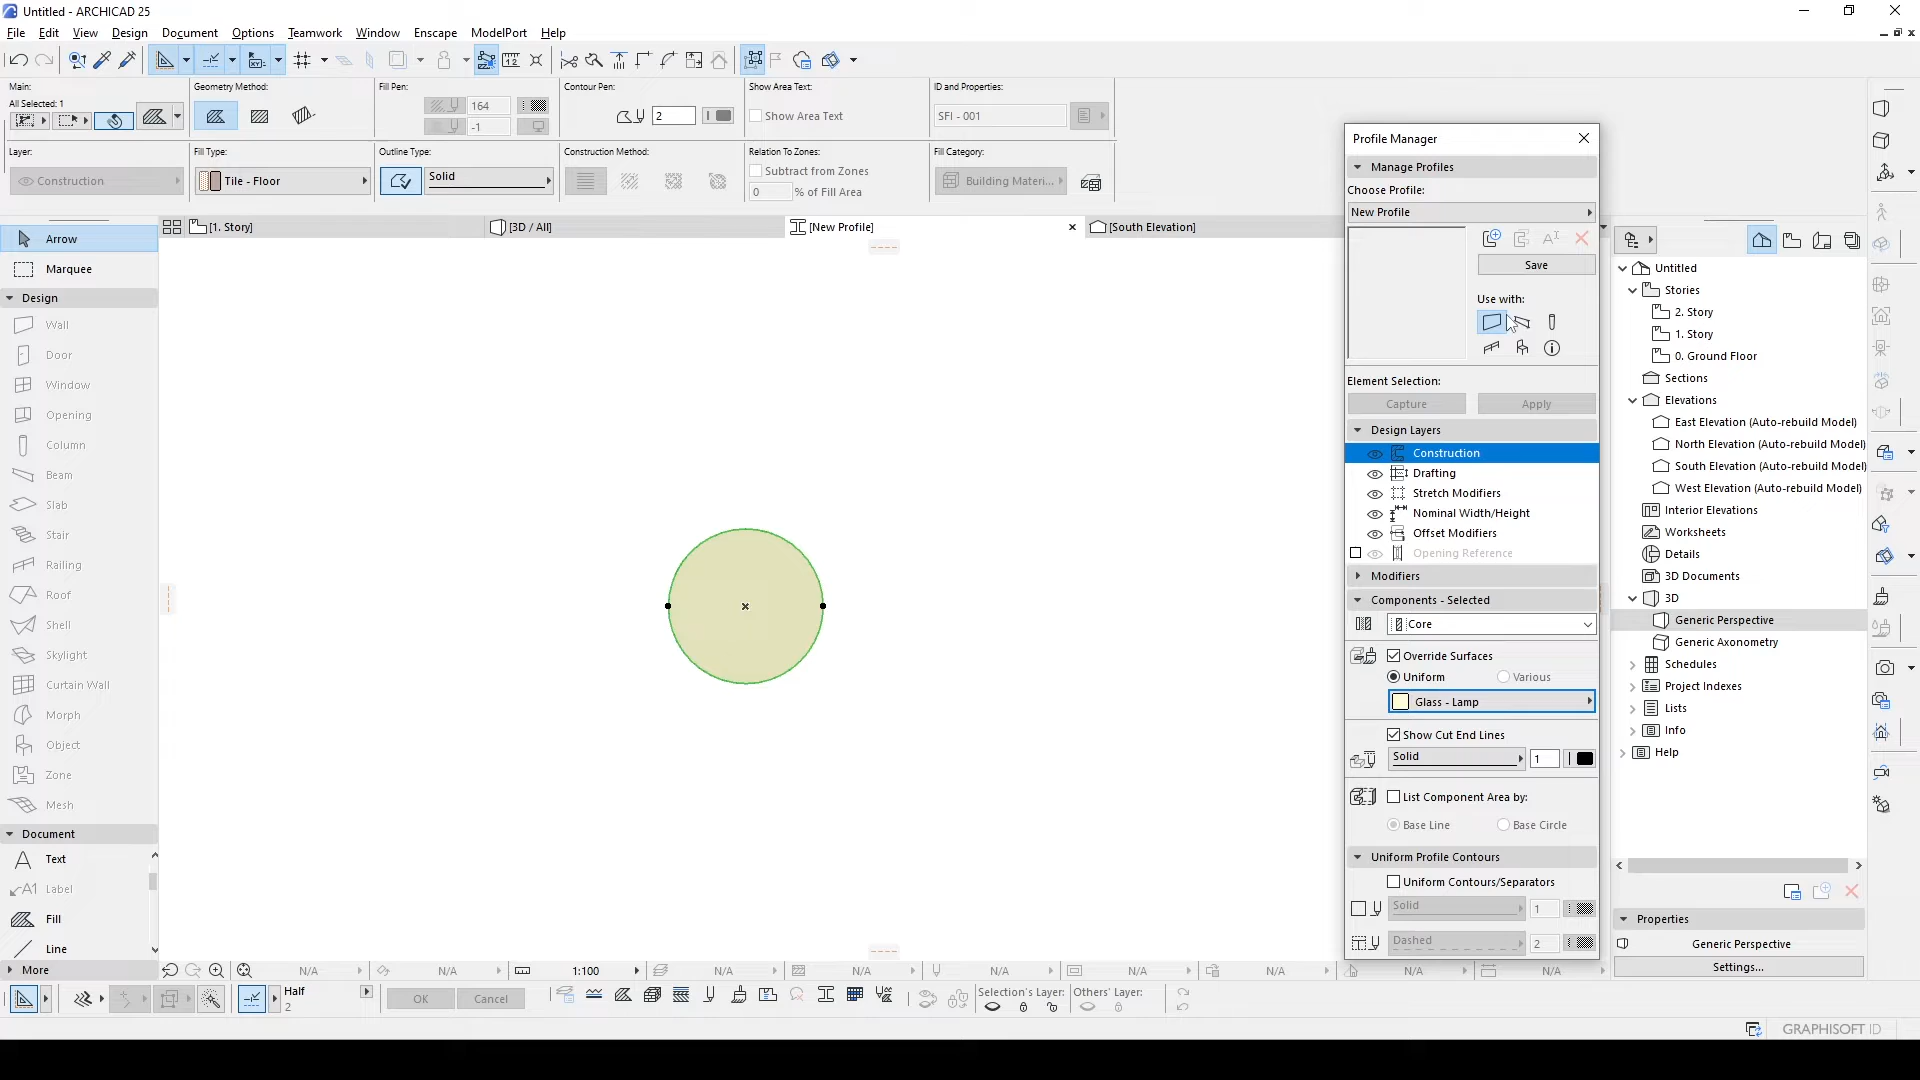 Untitled - ARCHICAD 25
File Edit View Design Document Options Teamwork Window Enscape ModelPort Help
Main:
All Selected: 1
Geometry Method:
Fill Pen:
164
-1
Contour Pen:
2
Show Area Text:
Show Area Text
ID and Properties:
SFI - 001
Layer:
Construction
Fill Type:
Tile - Floor
Outline Type:
Solid
Construction Method:
Relation To Zones:
Subtract from Zones
0 % of Fill Area
Fill Category:
Building Materi...
Arrow
Marquee
Design
Wall
Door
Window
Opening
Column
Beam
Slab
Stair
Railing
Roof
Shell
Skylight
Curtain Wall
Morph
Object
Zone
Mesh
Document
Text
A1 Label
Fill
Line
More
[1. Story]
[3D / All]
[New Profile]
[South Elevation]
Profile Manager
Manage Profiles
Choose Profile:
New Profile
Save
Use with:
Element Selection:
Capture Apply
Design Layers
Construction
Drafting
Stretch Modifiers
Nominal Width/Height
Offset Modifiers
Opening Reference
Modifiers
Components - Selected
Core
Override Surfaces
Uniform Various
Glass - Lamp
Show Cut End Lines
Solid 1
List Component Area by:
Base Line Base Circle
Uniform Profile Contours
Uniform Contours/Separators
Solid 1
Dashed 2
Untitled
Stories
2. Story
1. Story
0. Ground Floor
Sections
Elevations
East Elevation (Auto-rebuild Model)
North Elevation (Auto-rebuild Model)
South Elevation (Auto-rebuild Model)
West Elevation (Auto-rebuild Model)
Interior Elevations
Worksheets
Details
3D Documents
3D
Generic Perspective
Generic Axonometry
Schedules
Project Indexes
Lists
Info
Help
Properties
Generic Perspective
Settings...
N/A N/A 1:100 N/A N/A N/A N/A N/A N/A N/A
Half
2
OK Cancel
Selection's Layer: Others' Layer:
GRAPHISOFT ID